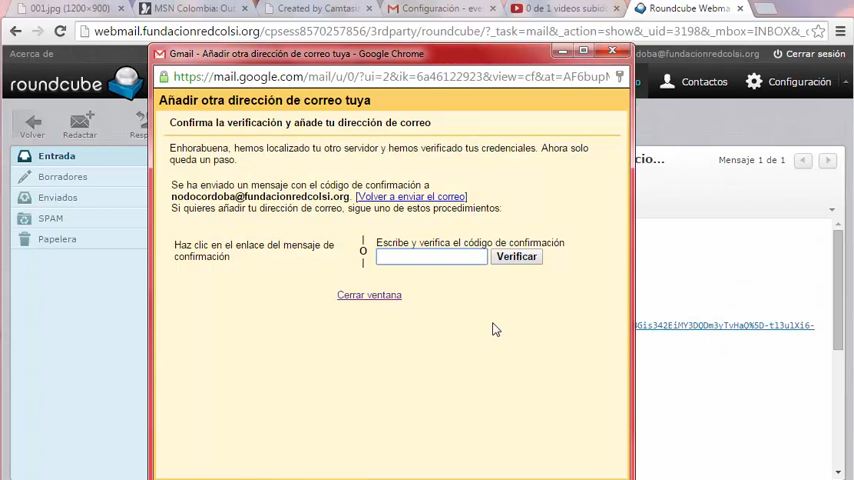 001.jpg (1200×900)
MSN Colombia: Out
Created by Camtas
Configuración - eve
0 de 1 videos subid
Roundcube Webma
webmail.fundacionredcolsi.org/cpsess8570257856/3rdparty/roundcube/?_task=mail&_action=show&_uid=3198&_mbox=INBOX&_c
Acerca de
doba@fundacionredcolsi.org
Cerrar sesión
roundcube
Contactos
Configuración
Volver
Redactar
Resp
Entrada
Borradores
Enviados
SPAM
Papelera
Gmail - Añadir otra dirección de correo tuya - Google Chrome
https://mail.google.com/mail/u/0/?ui=2&ik=6a46122923&view=cf&at=AF6bupM
Añadir otra dirección de correo tuya
Confirma la verificación y añade tu dirección de correo
Enhorabuena, hemos localizado tu otro servidor y hemos verificado tus credenciales. Ahora solo
queda un paso.
Se ha enviado un mensaje con el código de confirmación a
nodocordoba@fundacionredcolsi.org. [Volver a enviar el correo]
Si quieres añadir tu dirección de correo, sigue uno de estos procedimientos:
Haz clic en el enlace del mensaje de
confirmación
O
Escribe y verifica el código de confirmación
Verificar
Cerrar ventana
cio...
Mensaje 1 de 1